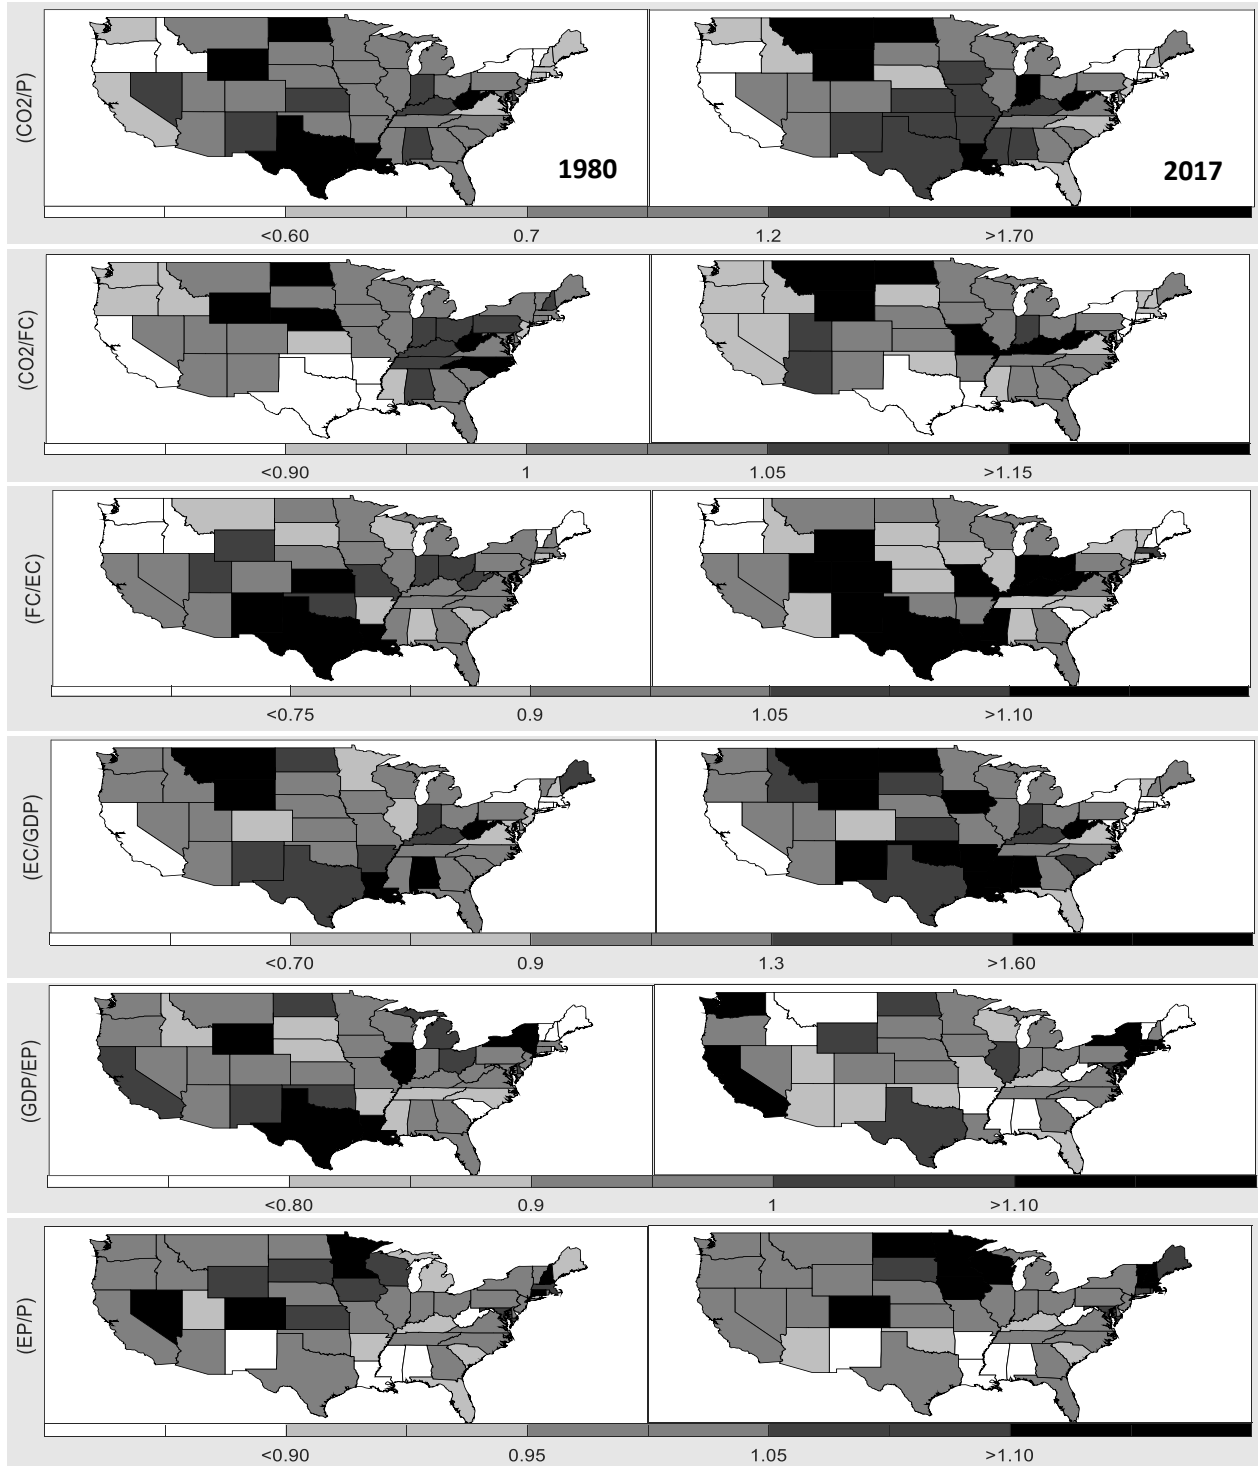 (CO2/P)
1980
2017
<0.60 0.7 1.2 >1.70
(CO2/FC)
<0.90 1 1.05 >1.15
(FC/EC)
<0.75 0.9 1.05 >1.10
(EC/GDP)
<0.70 0.9 1.3 >1.60
(GDP/EP)
<0.80 0.9 1 >1.10
(EP/P)
<0.90 0.95 1.05 >1.10